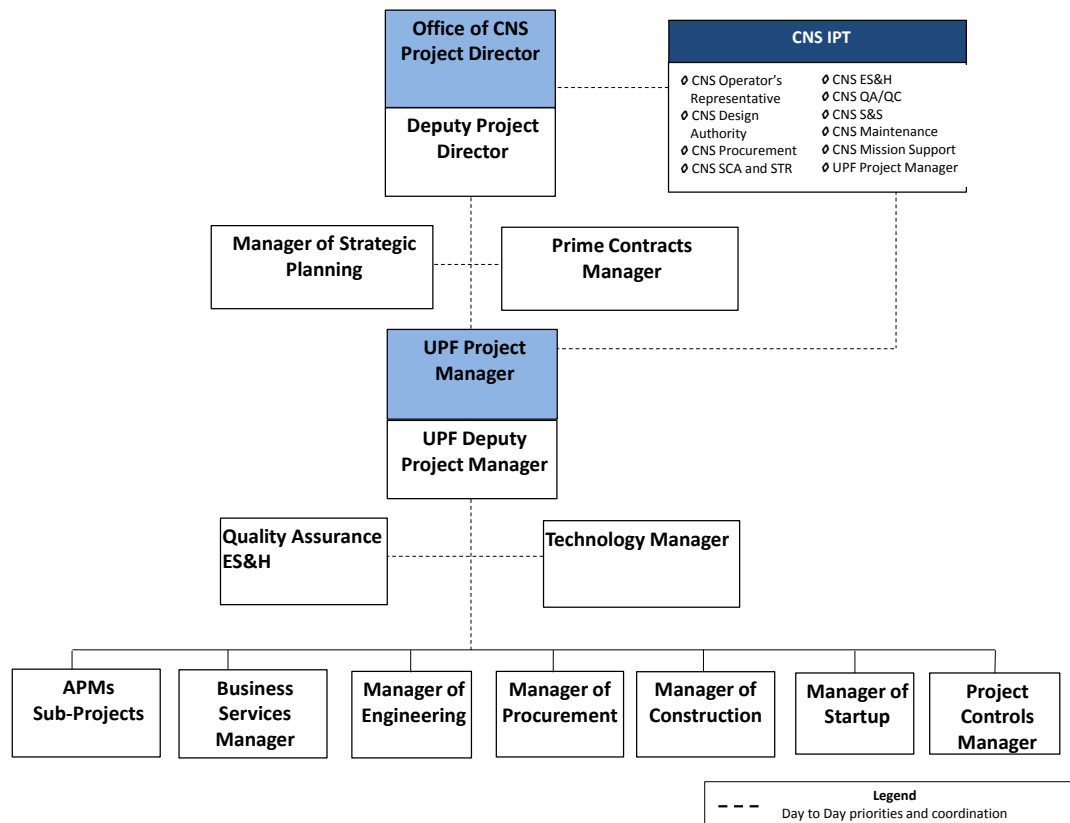 Office of CNS
Project Director
Deputy Project
Director
CNS IPT
◊ CNS Operator's
Representative
◊ CNS Design
Authority
◊ CNS Procurement
◊ CNS SCA and STR
◊ CNS ES&H
◊ CNS QA/QC
◊ CNS S&S
◊ CNS Maintenance
◊ CNS Mission Support
◊ UPF Project Manager
Manager of Strategic
Planning
Prime Contracts
Manager
UPF Project
Manager
UPF Deputy
Project Manager
Quality Assurance
ES&H
Technology Manager
APMs
Sub-Projects
Business
Services
Manager
Manager of
Engineering
Manager of
Procurement
Manager of
Construction
Manager of
Startup
Project
Controls
Manager
Legend
Day to Day priorities and coordination